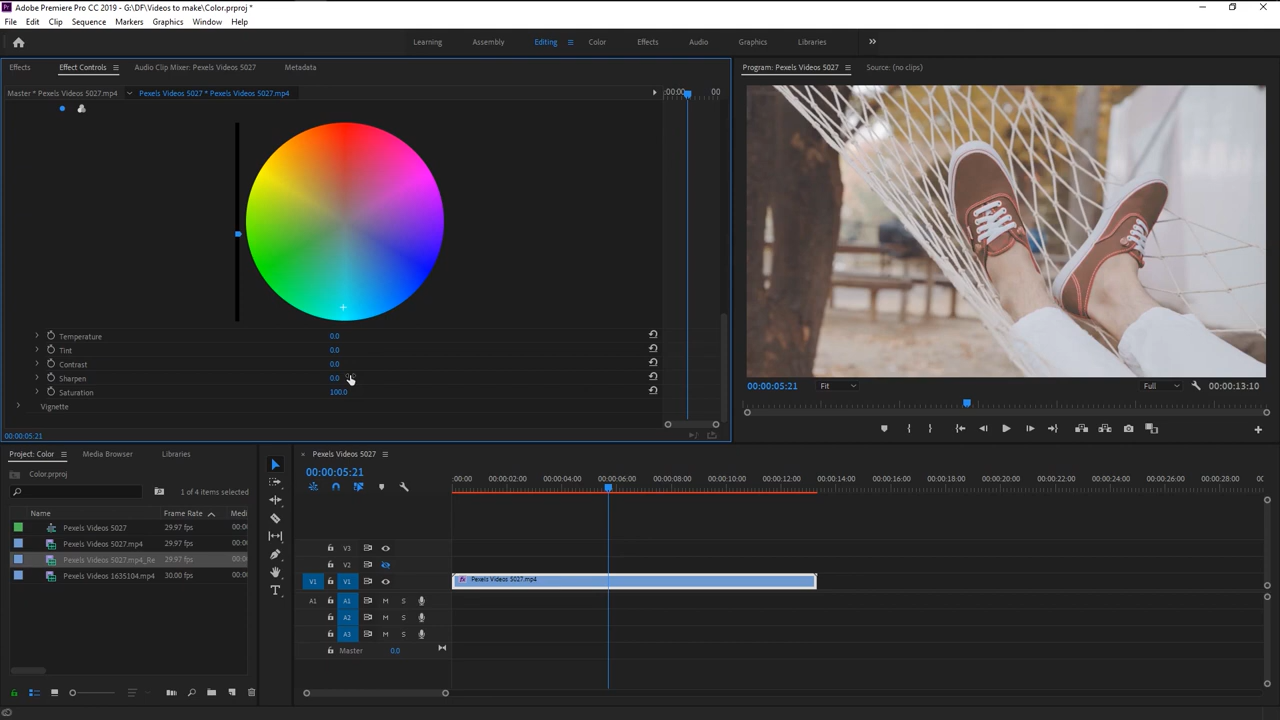 Adobe Premiere Pro CC 2019 - G:\DF\Videos to make\Color.prproj *
File Edit Clip Sequence Markers Graphics Window Help
Learning Assembly Editing Color Effects Audio Graphics Libraries
Effects Effect Controls Audio Clip Mixer: Pexels Videos 5027 Metadata
Program: Pexels Videos 5027 Source: (no clips)
Master * Pexels Videos 5027.mp4 Pexels Videos 5027 * Pexels Videos 5027.mp4
:00:00 00
Temperature 0.0
Tint 0.0
Contrast 0.0
Sharpen 0.0
Saturation 100.0
Vignette
00:00:05:21
00:00:05:21 Fit Full 00:00:13:10
Project: Color Media Browser Libraries
Color.prproj
1 of 4 items selected
Name Frame Rate Medi
Pexels Videos 5027 29.97 fps 00:0
Pexels Videos 5027.mp4 29.97 fps 00:0
Pexels Videos 5027.mp4_Re 29.97 fps 00:0
Pexels Videos 1635104.mp4 30.00 fps 00:0
× Pexels Videos 5027
00:00:05:21
:00:00 00:00:02:00 00:00:04:00 00:00:06:00 00:00:08:00 00:00:10:00 00:00:12:00 00:00:14:00 00:00:16:00 00:00:18:00 00:00:20:00 00:00:22:00 00:00:24:00 00:00:26:00 00:00:28:00
V3
V2
V1 V1 fx Pexels Videos 5027.mp4
A1 A1 M S
A2 M S
A3 M S
Master 0.0